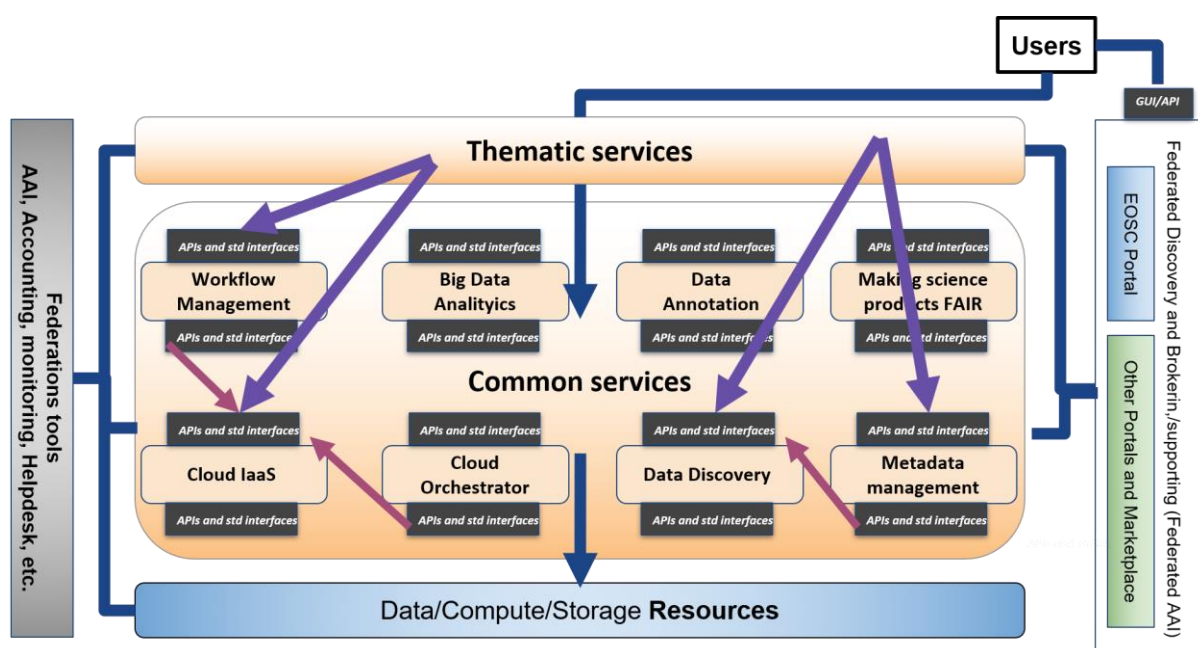 Users
GUI/API
Thematic services
APIs and std interfaces
APIs and std interfaces
APIs and std interfaces
APIs and std interfaces
Workflow
Management
Big Data
Analityics
Data
Annotation
Making science
products FAIR
APIs and std interfaces
APIs and std interfaces
APIs and std interfaces
APIs and std interfaces
Common services
APIs and std interfaces
APIs and std interfaces
APIs and std interfaces
APIs and std interfaces
Cloud IaaS
Cloud
Orchestrator
Data Discovery
Metadada
management
APIs and std interfaces
APIs and std interfaces
APIs and std interfaces
APIs and std interfaces
Data/Compute/Storage Resources
Federations tools
AAI, Accounting, monitoring, Helpdesk, etc.
Federated Discovery and Brokerin,/supporting (Federated AAI)
EOSC Portal
Other Portals and Marketplace